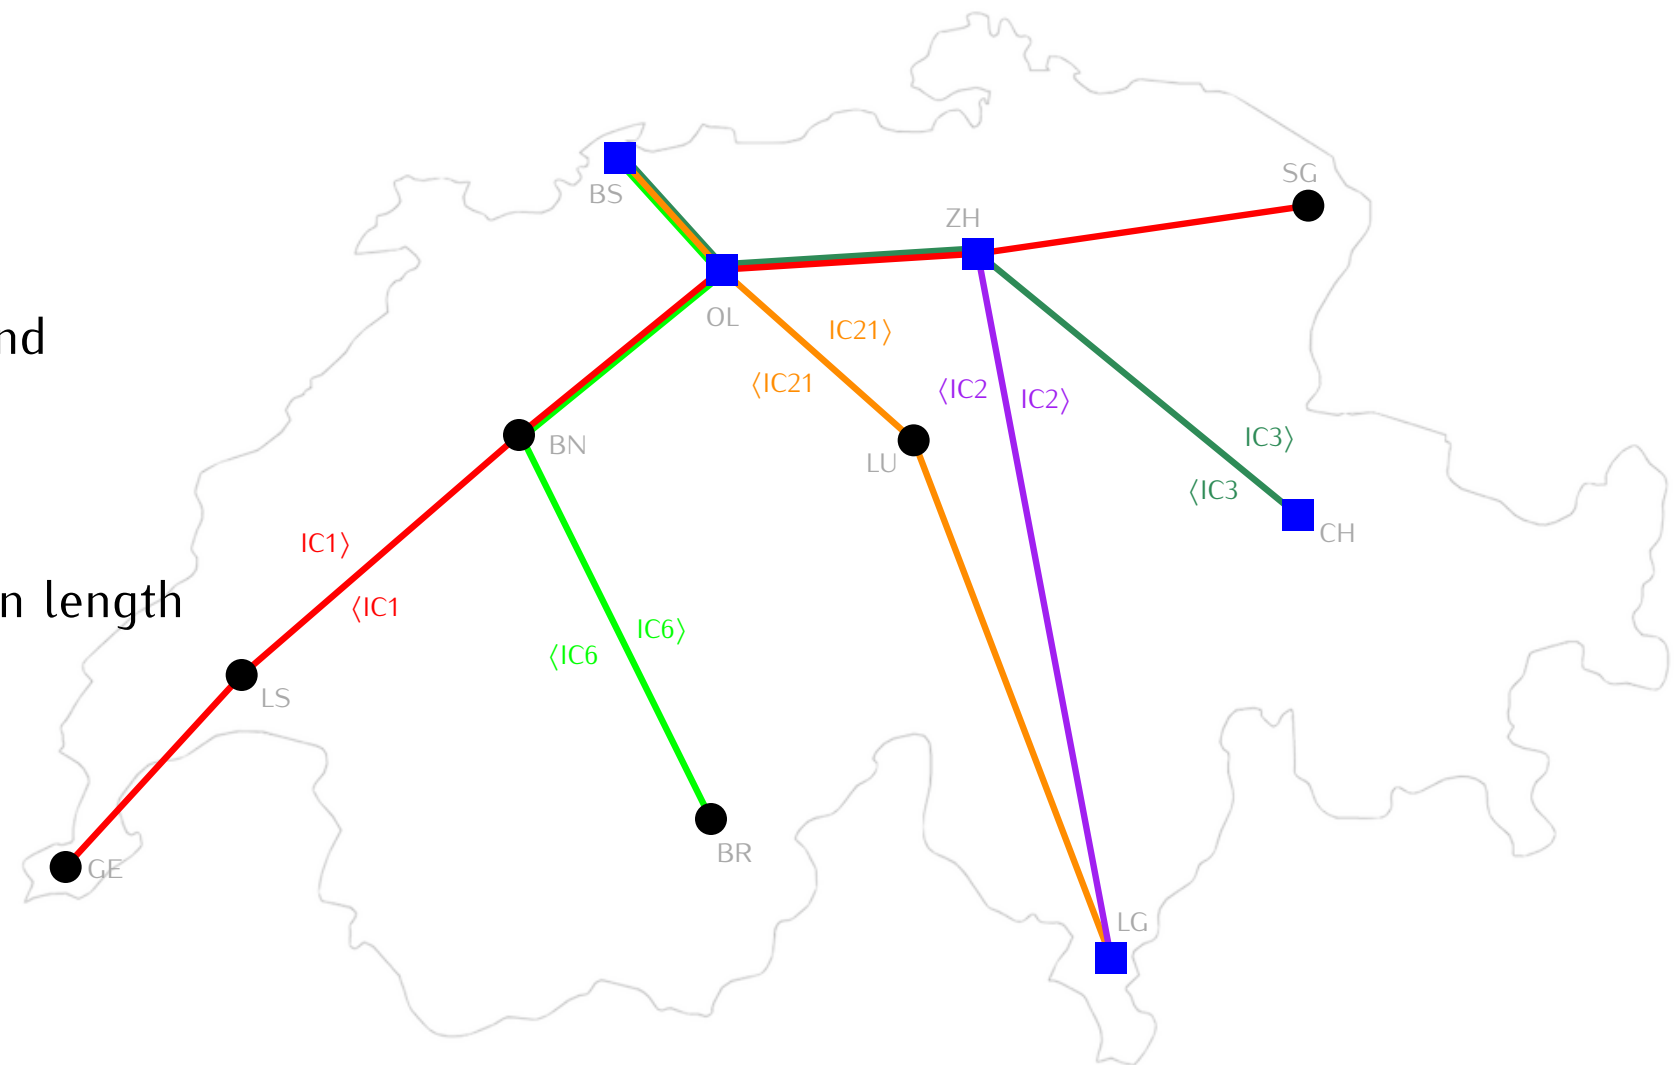 SG
BS
ZH
OL
nd
IC21⟩
⟨IC21
⟨IC2
IC2⟩
IC3⟩
BN
LU
⟨IC3
CH
IC1⟩
n length
⟨IC1
IC6⟩
⟨IC6
LS
BR
GE
LG